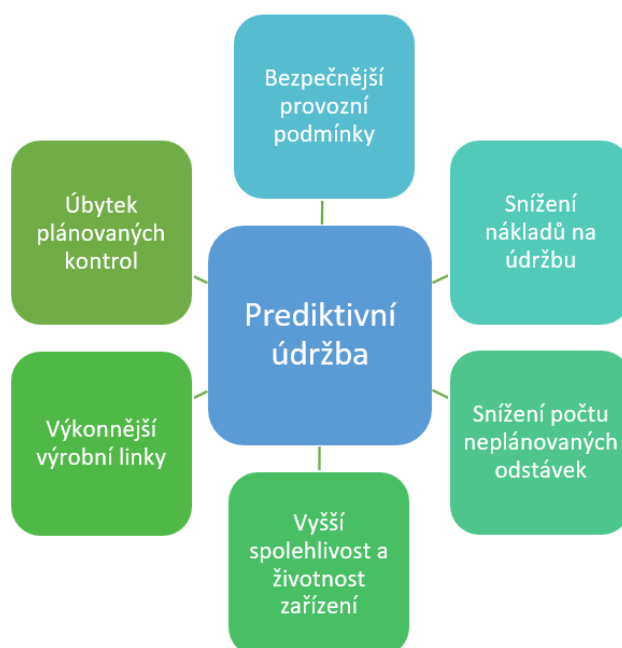 Bezpečnější
provozní
podmínky
Úbytek
plánovaných
kontrol
Snížení
nákladů na
údržbu
Prediktivní
údržba
Výkonnější
výrobní linky
Snížení počtu
neplánovaných
odstávek
Vyšší
spolehlivost a
životnost
zařízení